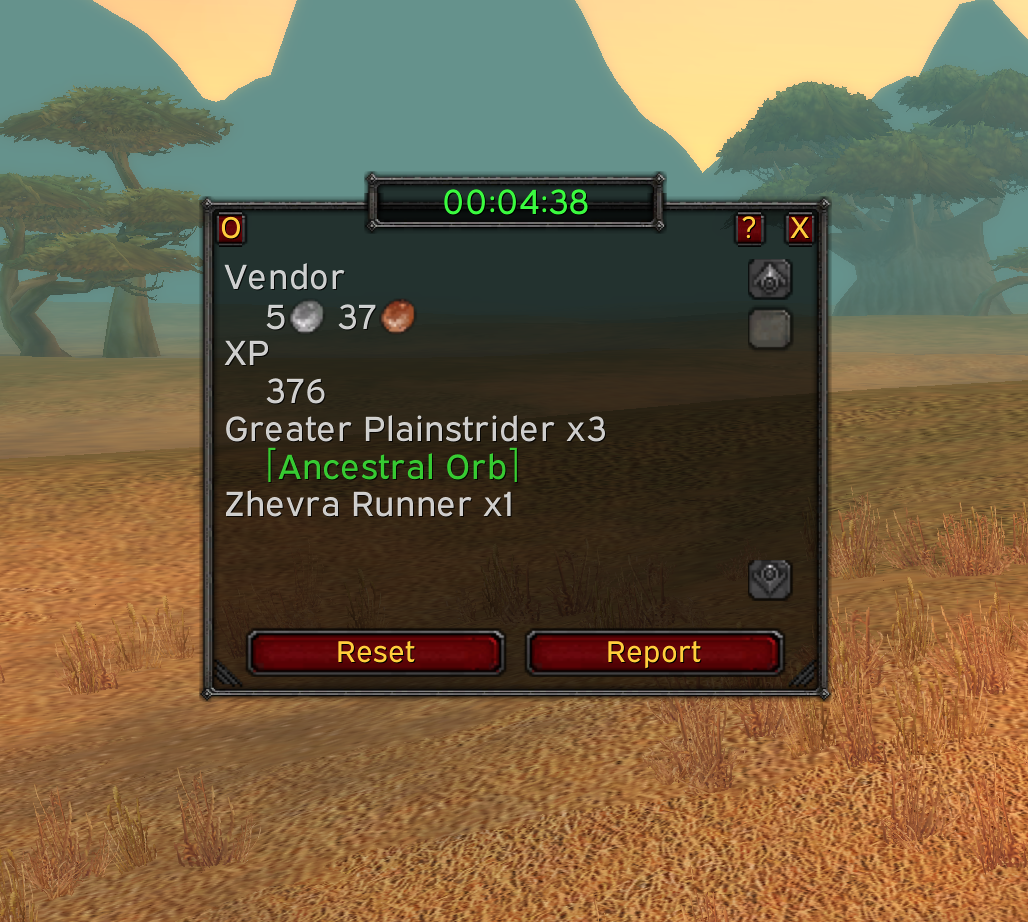 00:04:38
O ? X
Vendor
5 37
XP
376
Greater Plainstrider x3
[Ancestral Orb]
Zhevra Runner x1
Reset Report